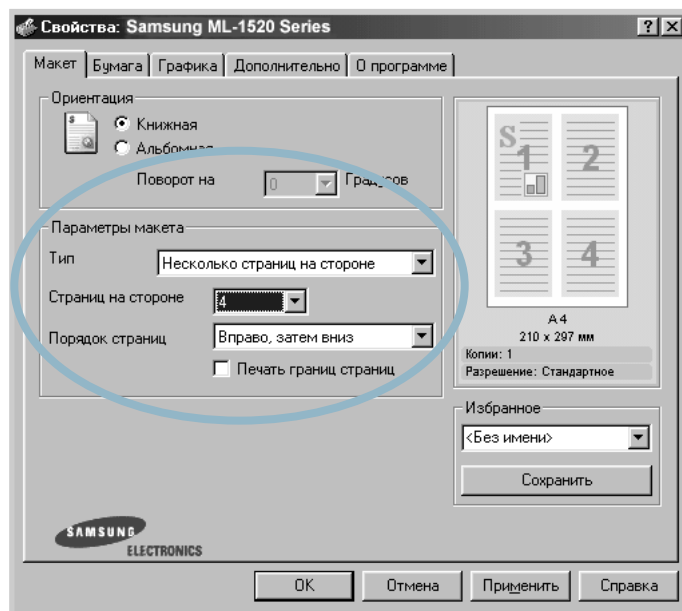 Свойства: Samsung ML-1520 Series
Макет Бумага Графика Дополнительно О программе
Ориентация
Книжная
Альбомная
Поворот на 0 Градусов
Параметры макета
Тип Несколько страниц на стороне
Страниц на стороне 4
Порядок страниц Вправо, затем вниз
Печать границ страниц
S
1 2
3 4
A4
210 x 297 мм
Копии: 1
Разрешение: Стандартное
Избранное
<Без имени>
Сохранить
SAMSUNG
ELECTRONICS
OK Отмена Применить Справка